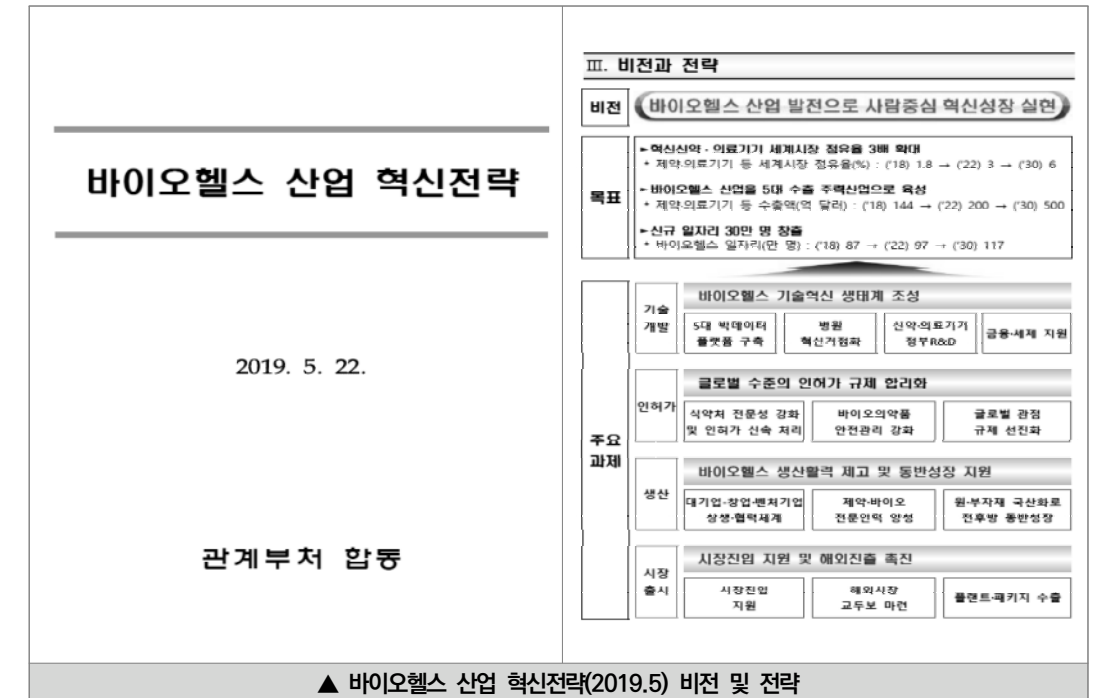 바이오헬스 산업 혁신전략
2019. 5. 22.
관계부처 합동
Ⅲ. 비전과 전략
비전
바이오헬스 산업 발전으로 사람중심 혁신성장 실현
목표
►혁신신약·의료기기 세계시장 점유율 3배 확대
* 제약·의료기기 등 세계시장 점유율(%) : ('18) 1.8 → ('22) 3 → ('30) 6
►바이오헬스 산업을 5대 수출 주력산업으로 육성
* 제약·의료기기 등 수출액(억 달러) : ('18) 144 → ('22) 200 → ('30) 500
►신규 일자리 30만 명 창출
* 바이오헬스 일자리(만 명) : ('18) 87 → ('22) 97 → ('30) 117
주요
과제
기술
개발
바이오헬스 기술혁신 생태계 조성
5대 빅데이터
플랫폼 구축
병원
혁신거점화
신약·의료기기
정부R&D
금융·세제 지원
인허가
글로벌 수준의 인허가 규제 합리화
식약처 전문성 강화
및 인허가 신속 처리
바이오의약품
안전관리 강화
글로벌 관점
규제 선진화
생산
바이오헬스 생산활력 제고 및 동반성장 지원
대기업-창업·벤처기업
상생·협력체계
제약·바이오
전문인력 양성
원·부자재 국산화로
전후방 동반성장
시장
출시
시장진입 지원 및 해외진출 촉진
시장진입
지원
해외시장
교두보 마련
플랜트·패키지 수출
▲ 바이오헬스 산업 혁신전략(2019.5) 비전 및 전략